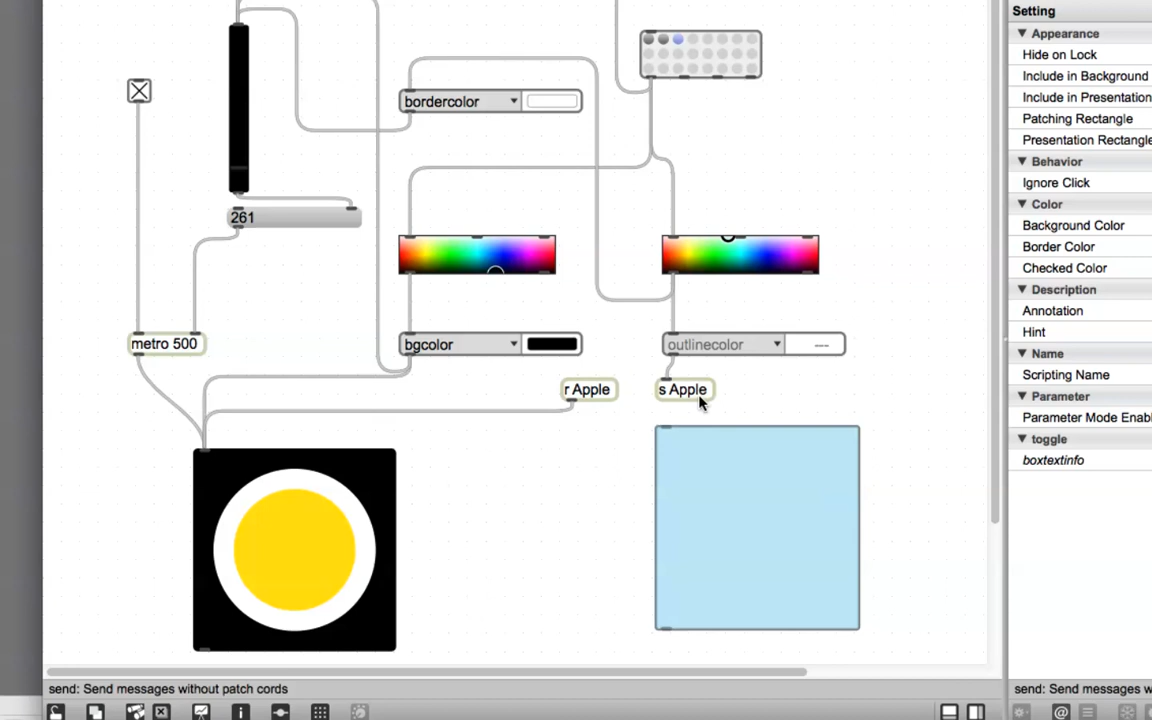 bordercolor
261
metro 500
bgcolor
outlinecolor
---
r Apple
s Apple
send: Send messages without patch cords
Setting
Appearance
Hide on Lock
Include in Background
Include in Presentation
Patching Rectangle
Presentation Rectangle
Behavior
Ignore Click
Color
Background Color
Border Color
Checked Color
Description
Annotation
Hint
Name
Scripting Name
Parameter
Parameter Mode Enabl
toggle
boxtextinfo
send: Send messages w